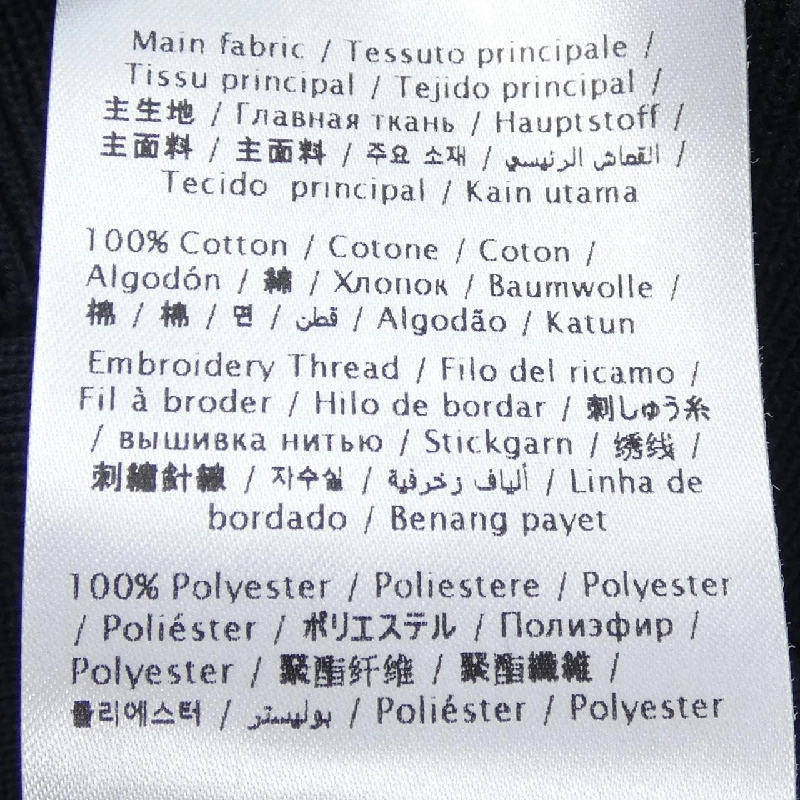 Main fabric / Tessuto principale /
Tissu principal / Tejido principal /
主生地 / Главная ткань / Hauptstoff /
主面料 / 主面料 / 주요 소재 / القماش الرئيسي /
Tecido principal / Kain utama
100% Cotton / Cotone / Coton /
Algodón / 綿 / Хлопок / Baumwolle /
棉 / 棉 / 면 / قطن / Algodão / Katun
Embroidery Thread / Filo del ricamo /
Fil à broder / Hilo de bordar / 刺しゅう糸
/ вышивка нитью / Stickgarn / 绣线 /
刺繡針線 / 자수실 / ألياف زخرفية / Linha de
bordado / Benang payet
100% Polyester / Poliestere / Polyester
/ Poliéster / ポリエステル / Полиэфир /
Polyester / 聚酯纤维 / 聚酯纖維 /
폴리에스터 / بوليستر / Poliéster / Polyester